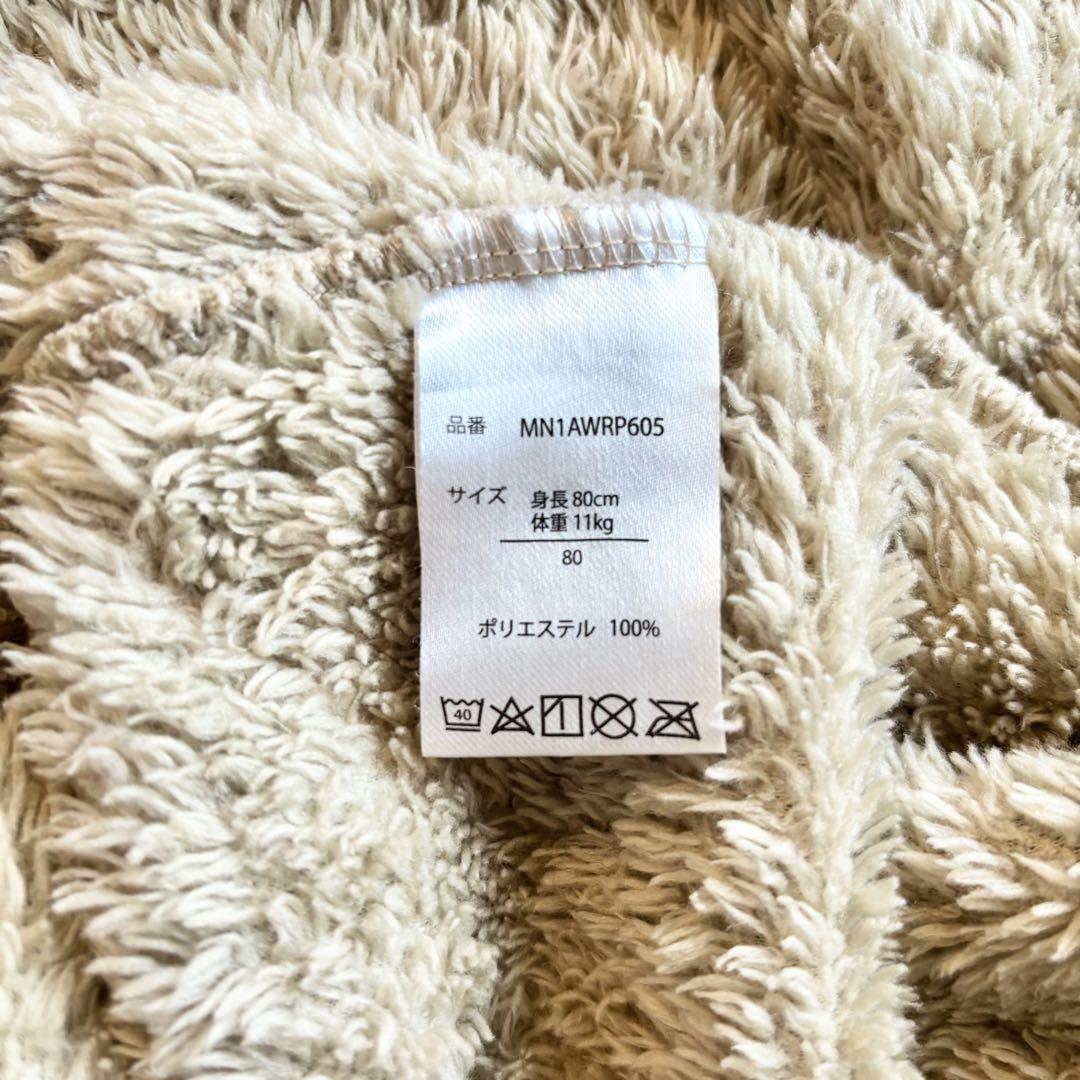 品番 MN1AWRP605
サイズ 身長 80cm
体重 11kg
80
ポリエステル 100%
40